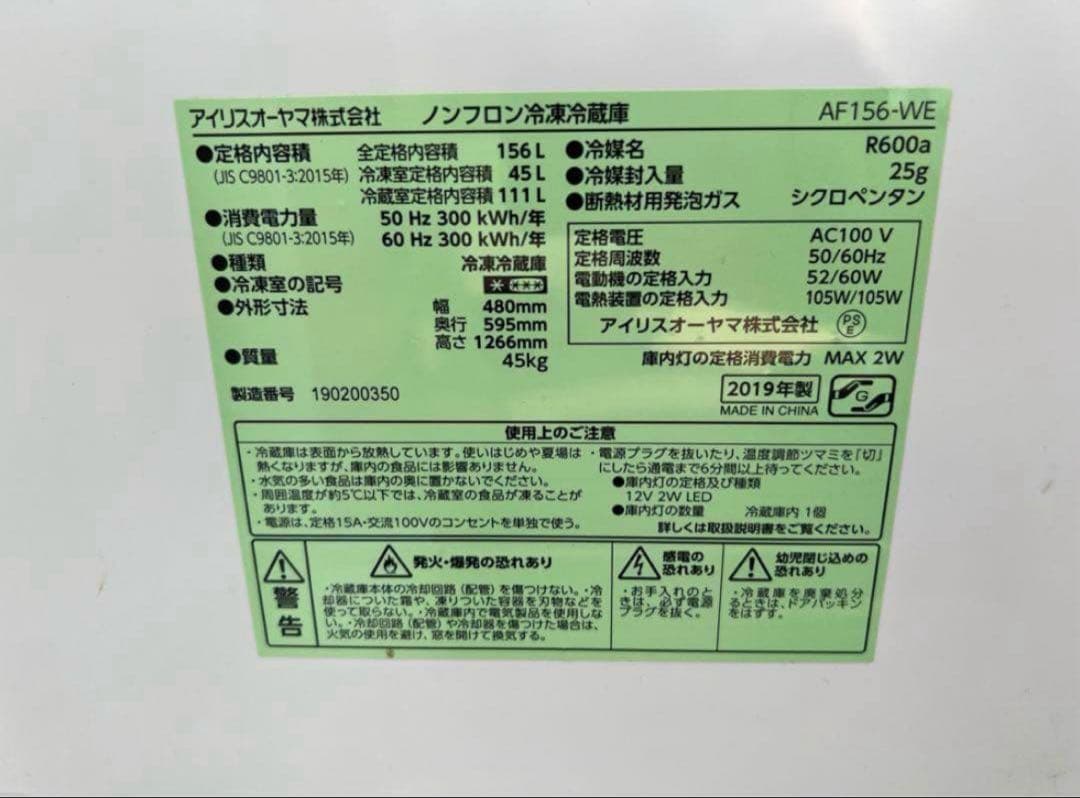 アイリスオーヤマ株式会社 ノンフロン冷凍冷蔵庫 AF156-WE
●定格内容積 全定格内容積 156 L
(JIS C9801-3:2015年) 冷凍室定格内容積 45 L
冷蔵室定格内容積 111 L
●消費電力量 50 Hz 300 kWh/年
(JIS C9801-3:2015年) 60 Hz 300 kWh/年
●種類 冷凍冷蔵庫
●冷凍室の記号
●外形寸法 幅 480mm
奥行 595mm
高さ 1266mm
●質量 45kg
製造番号 190200350
●冷媒名 R600a
●冷媒封入量 25g
●断熱材用発泡ガス シクロペンタン
定格電圧 AC100 V
定格周波数 50/60Hz
電動機の定格入力 52/60W
電熱装置の定格入力 105W/105W
アイリスオーヤマ株式会社 PSE
庫内灯の定格消費電力 MAX 2W
2019年製 G
MADE IN CHINA
使用上のご注意
・冷蔵庫は表面から放熱しています。使いはじめや夏場は
熱くなりますが、庫内の食品には影響ありません。
・水気の多い食品は庫内の奥に置かないでください。
・周囲温度が約5℃以下では、冷蔵室の食品が凍ることが
あります。
・電源は、定格15A・交流100Vのコンセントを単独で使う。
・電源プラグを抜いたり、温度調節ツマミを「切」
にしたら通電まで6分間以上待ってください。
●庫内灯の定格及び種類
12V 2W LED
●庫内灯の数量 冷蔵庫内 1個
詳しくは取扱説明書をご覧ください。
警告
発火・爆発の恐れあり
・冷蔵庫本体の冷却回路（配管）を傷つけない。・冷
却器についた霜や、凍りついた容器を刃物などを
使って取らない。・冷蔵庫内で電気製品を使用しな
い。・冷却回路（配管）や冷却器を傷つけた場合は、
火気の使用を避け、窓を開けて換気する。
感電の
恐れあり
・お手入れのと
きは、必ず電源
プラグを抜く。
幼児閉じ込めの
恐れあり
・冷蔵庫を廃棄処分
るときは、ドアパッキン
をはずす。